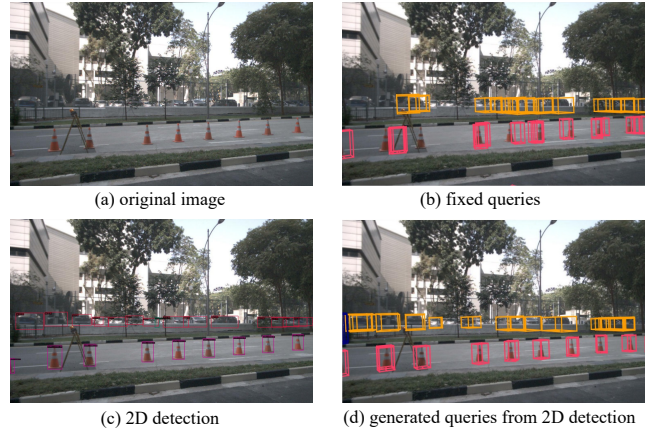 (a) original image
(b) fixed queries
(c) 2D detection
(d) generated queries from 2D detection